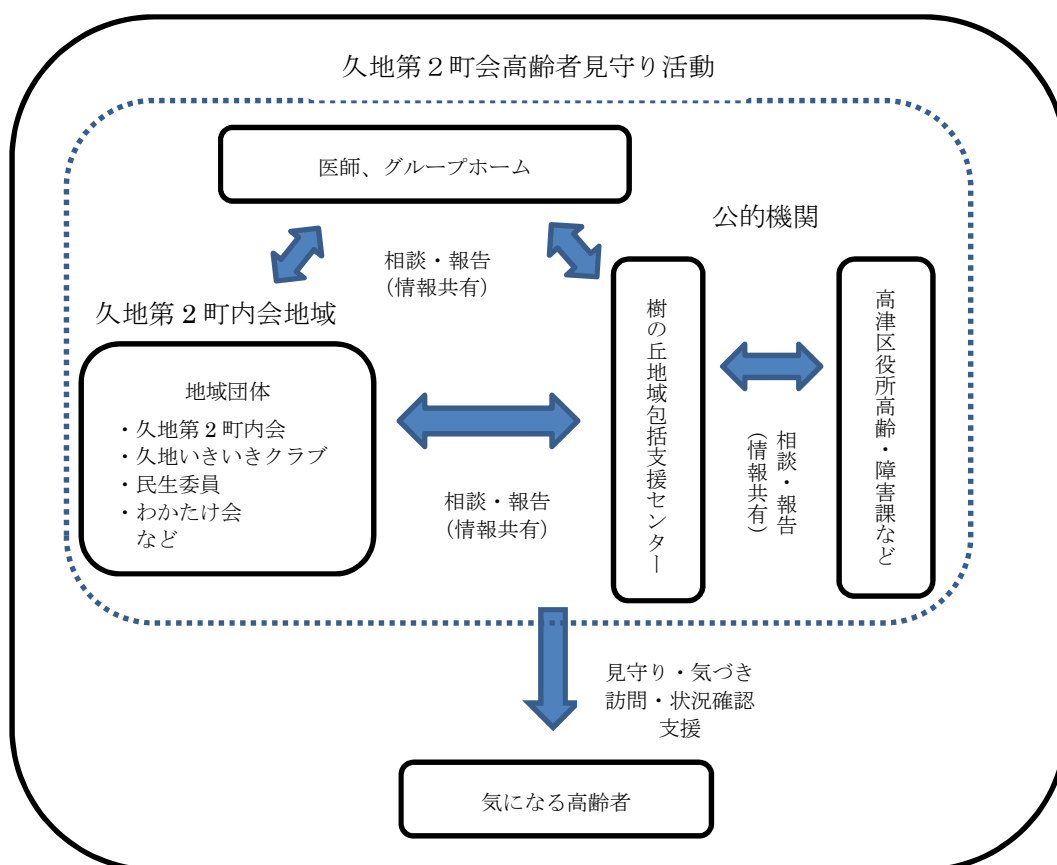 久地第２町会高齢者見守り活動
医師、グループホーム
公的機関
相談・報告
（情報共有）
久地第２町内会地域
地域団体
・久地第２町内会
・久地いきいきクラブ
・民生委員
・わかたけ会
など
相談・報告
（情報共有）
樹の丘地域包括支援センター
相談・報告
（情報共有）
高津区役所高齢・障害課など
見守り・気づき
訪問・状況確認
支援
気になる高齢者